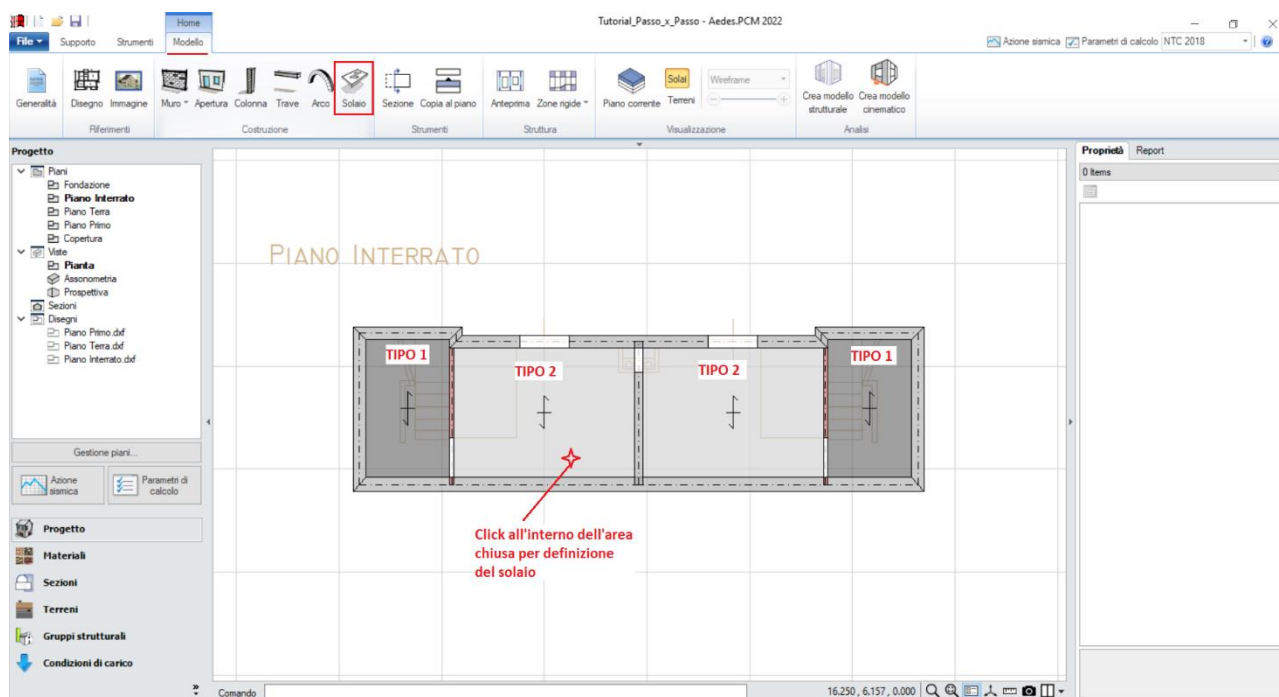 Tutorial_Passo_x_Passo - Aedes.PCM 2022
Home
File Supporto Strumenti Modello
Azione sismica Parametri di calcolo NTC 2018
Generalità Disegno Immagine Muro Apertura Colonna Trave Arco Solaio Sezione Copia al piano Anteprima Zone rigide Piano corrente Solai Terreni Wireframe Crea modello strutturale Crea modello cinematico
Riferimenti Costruzione Strumenti Struttura Visualizzazione Analisi
Progetto
Piani
Fondazione
Piano Interrato
Piano Terra
Piano Primo
Copertura
Viste
Pianta
Assonometria
Prospettiva
Sezioni
Disegni
Piano Primo.dxf
Piano Terra.dxf
Piano Interrato.dxf
Gestione piani...
Azione sismica
Parametri di calcolo
Progetto
Materiali
Sezioni
Terreni
Gruppi strutturali
Condizioni di carico
PIANO INTERRATO
TIPO 1
TIPO 2
TIPO 2
TIPO 1
Click all'interno dell'area
chiusa per definizione
del solaio
Proprietà Report
0 Items
Comando
16.250 , 6.157 , 0.000